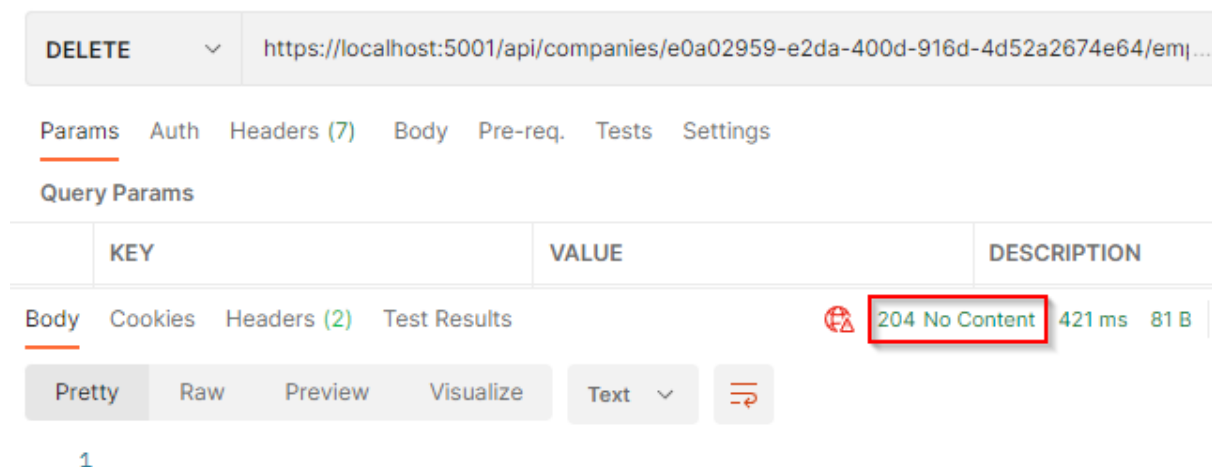 DELETE https://localhost:5001/api/companies/e0a02959-e2da-400d-916d-4d52a2674e64/emp...
Params Auth Headers (7) Body Pre-req. Tests Settings
Query Params
KEY VALUE DESCRIPTION
Body Cookies Headers (2) Test Results 204 No Content 421 ms 81 B
Pretty Raw Preview Visualize Text
1